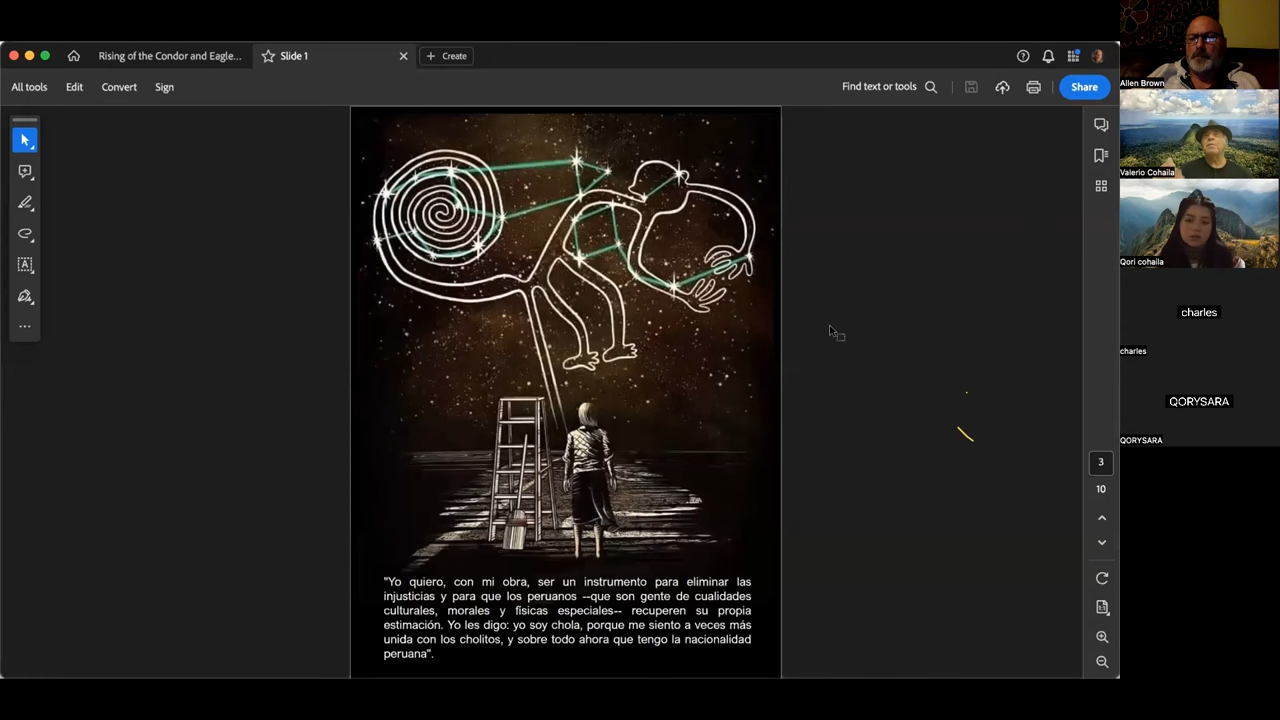 Rising of the Condor and Eagle...
Slide 1
Create
All tools
Edit
Convert
Sign
Find text or tools
Share
"Yo quiero, con mi obra, ser un instrumento para eliminar las
injusticias y para que los peruanos --que son gente de cualidades
culturales, morales y físicas especiales-- recuperen su propia
estimación. Yo les digo: yo soy chola, porque me siento a veces más
unida con los cholitos, y sobre todo ahora que tengo la nacionalidad
peruana".
3
10
Allen Brown
Valerio Cohaila
Qori cohaila
charles
charles
QORYSARA
QORYSARA